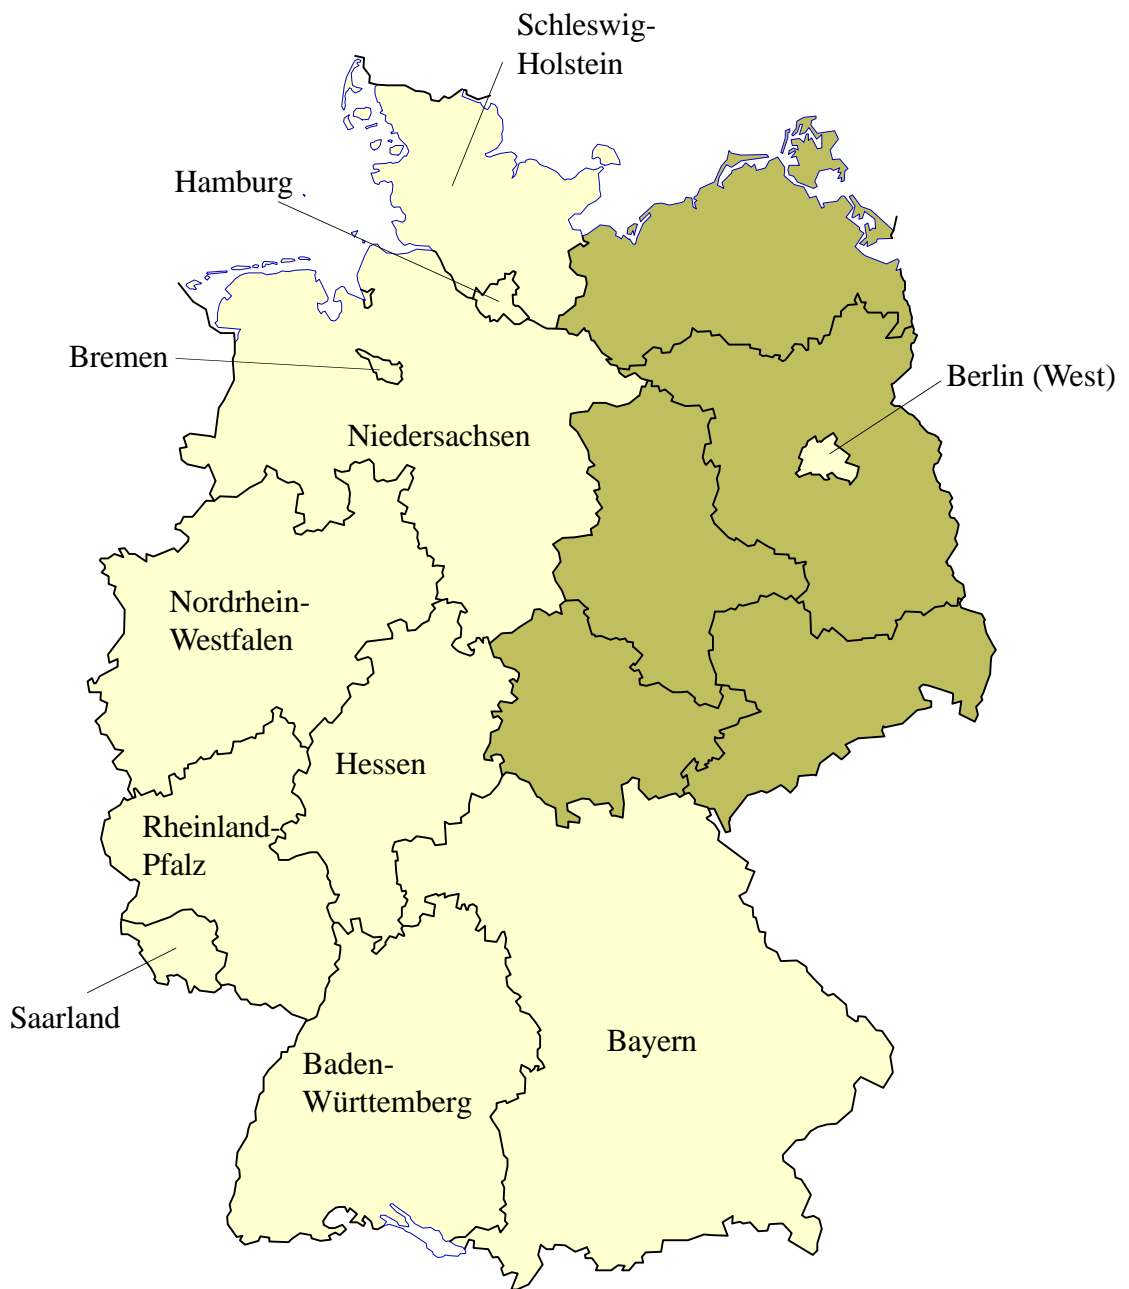 Schleswig-
Holstein
Hamburg
Bremen
Berlin (West)
Niedersachsen
Nordrhein-
Westfalen
Hessen
Rheinland-
Pfalz
Saarland
Bayern
Baden-
Württemberg